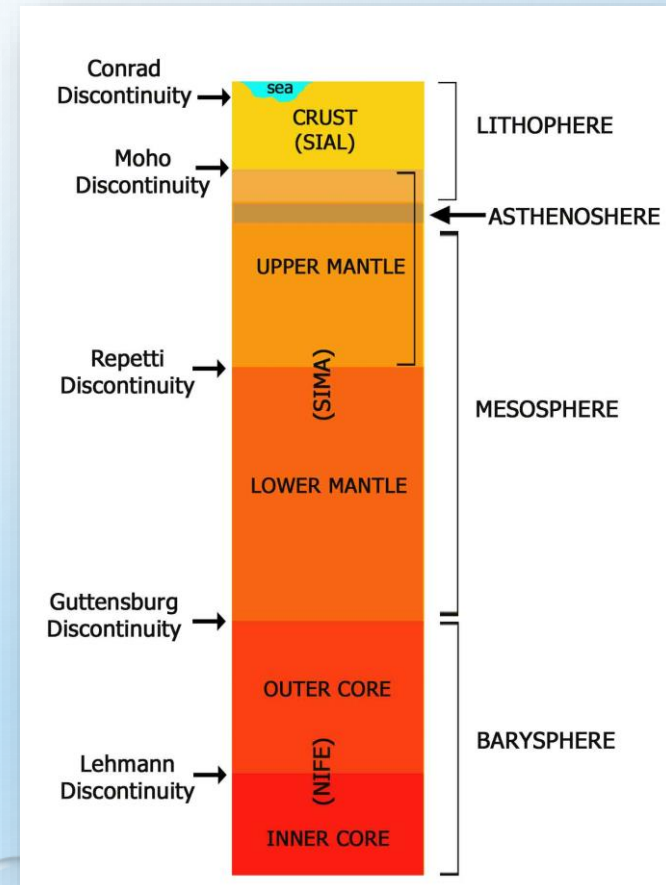 Conrad
Discontinuity
sea
CRUST
(SIAL)
LITHOPHERE
Moho
Discontinuity
ASTHENOSHERE
UPPER MANTLE
Repetti
Discontinuity
(SIMA)
MESOSPHERE
LOWER MANTLE
Guttensburg
Discontinuity
OUTER CORE
BARYSPHERE
Lehmann
Discontinuity
(NIFE)
INNER CORE